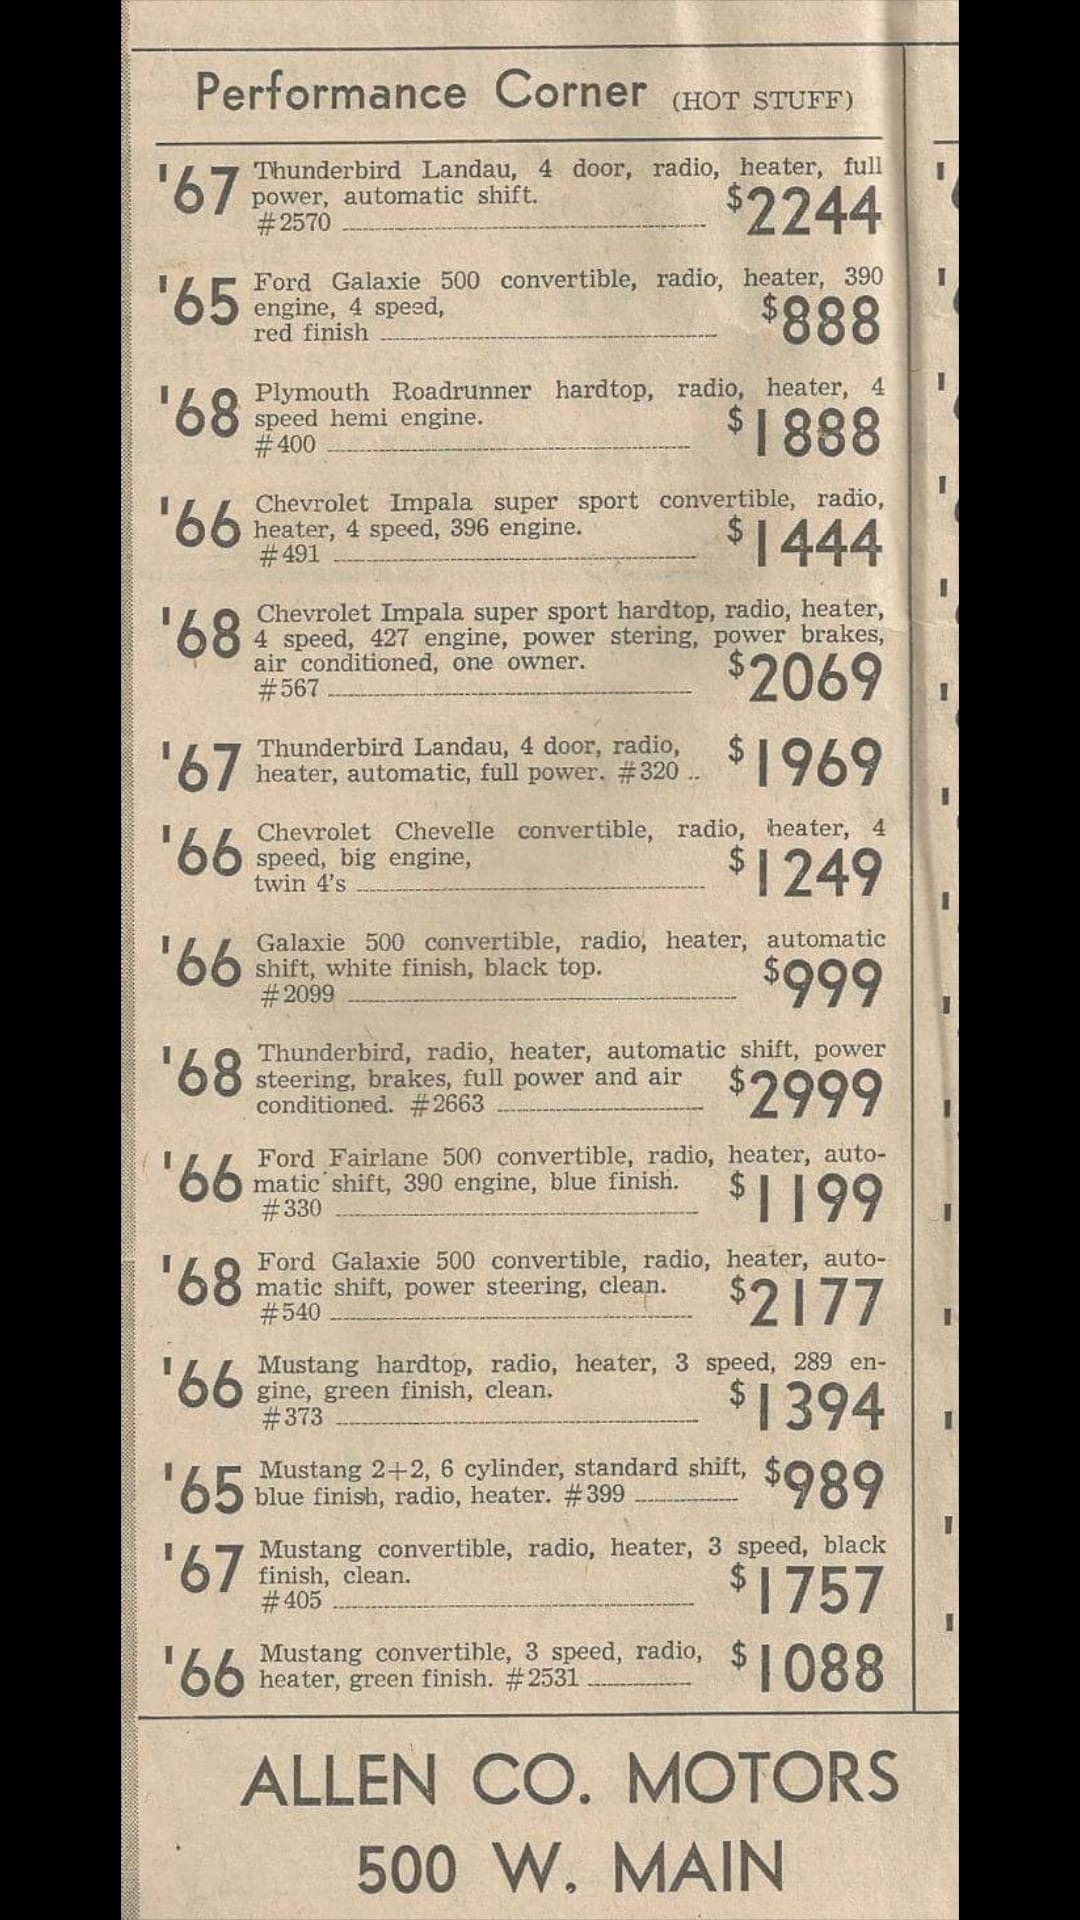 Performance Corner (HOT STUFF)
'67 Thunderbird Landau, 4 door, radio, heater, full
power, automatic shift.
#2570 $2244
'65 Ford Galaxie 500 convertible, radio, heater, 390
engine, 4 speed,
red finish $888
'68 Plymouth Roadrunner hardtop, radio, heater, 4
speed hemi engine.
#400 $1888
'66 Chevrolet Impala super sport convertible, radio,
heater, 4 speed, 396 engine.
#491 $1444
'68 Chevrolet Impala super sport hardtop, radio, heater,
4 speed, 427 engine, power stering, power brakes,
air conditioned, one owner.
#567 $2069
'67 Thunderbird Landau, 4 door, radio,
heater, automatic, full power. #320 .. $1969
'66 Chevrolet Chevelle convertible, radio, heater, 4
speed, big engine,
twin 4's $1249
'66 Galaxie 500 convertible, radio, heater, automatic
shift, white finish, black top.
#2099 $999
'68 Thunderbird, radio, heater, automatic shift, power
steering, brakes, full power and air
conditioned. #2663 $2999
'66 Ford Fairlane 500 convertible, radio, heater, auto-
matic shift, 390 engine, blue finish.
#330 $1199
'68 Ford Galaxie 500 convertible, radio, heater, auto-
matic shift, power steering, clean.
#540 $2177
'66 Mustang hardtop, radio, heater, 3 speed, 289 en-
gine, green finish, clean.
#373 $1394
'65 Mustang 2+2, 6 cylinder, standard shift,
blue finish, radio, heater. #399 $989
'67 Mustang convertible, radio, heater, 3 speed, black
finish, clean.
#405 $1757
'66 Mustang convertible, 3 speed, radio,
heater, green finish. #2531 $1088
ALLEN CO. MOTORS
500 W. MAIN